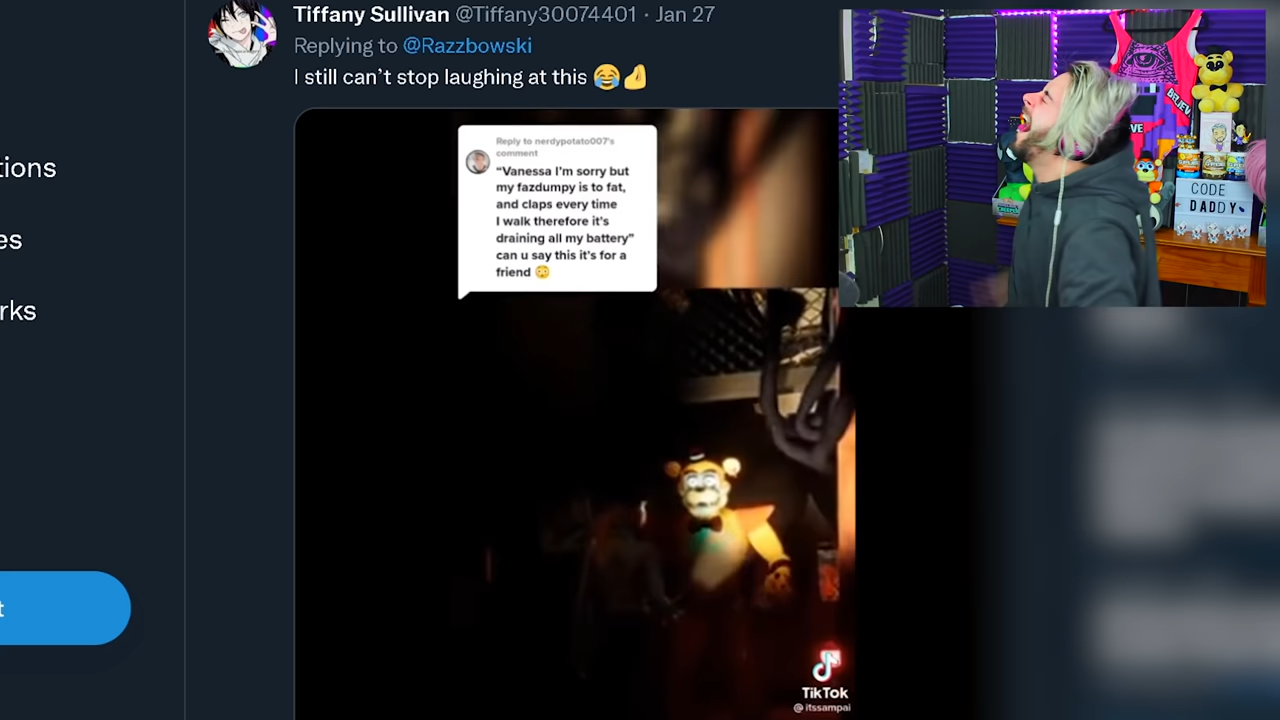 Tiffany Sullivan @Tiffany30074401 · Jan 27
Replying to @Razzbowski
I still can't stop laughing at this 😂🤌
Reply to nerdypotato007's
comment
“Vanessa I'm sorry but
my fazdumpy is to fat,
and claps every time
I walk therefore it's
draining all my battery”
can u say this it's for a
friend 😳
tions
es
rks
t
BELIEV
VE
CODE
DADDY
TikTok
@itssampai